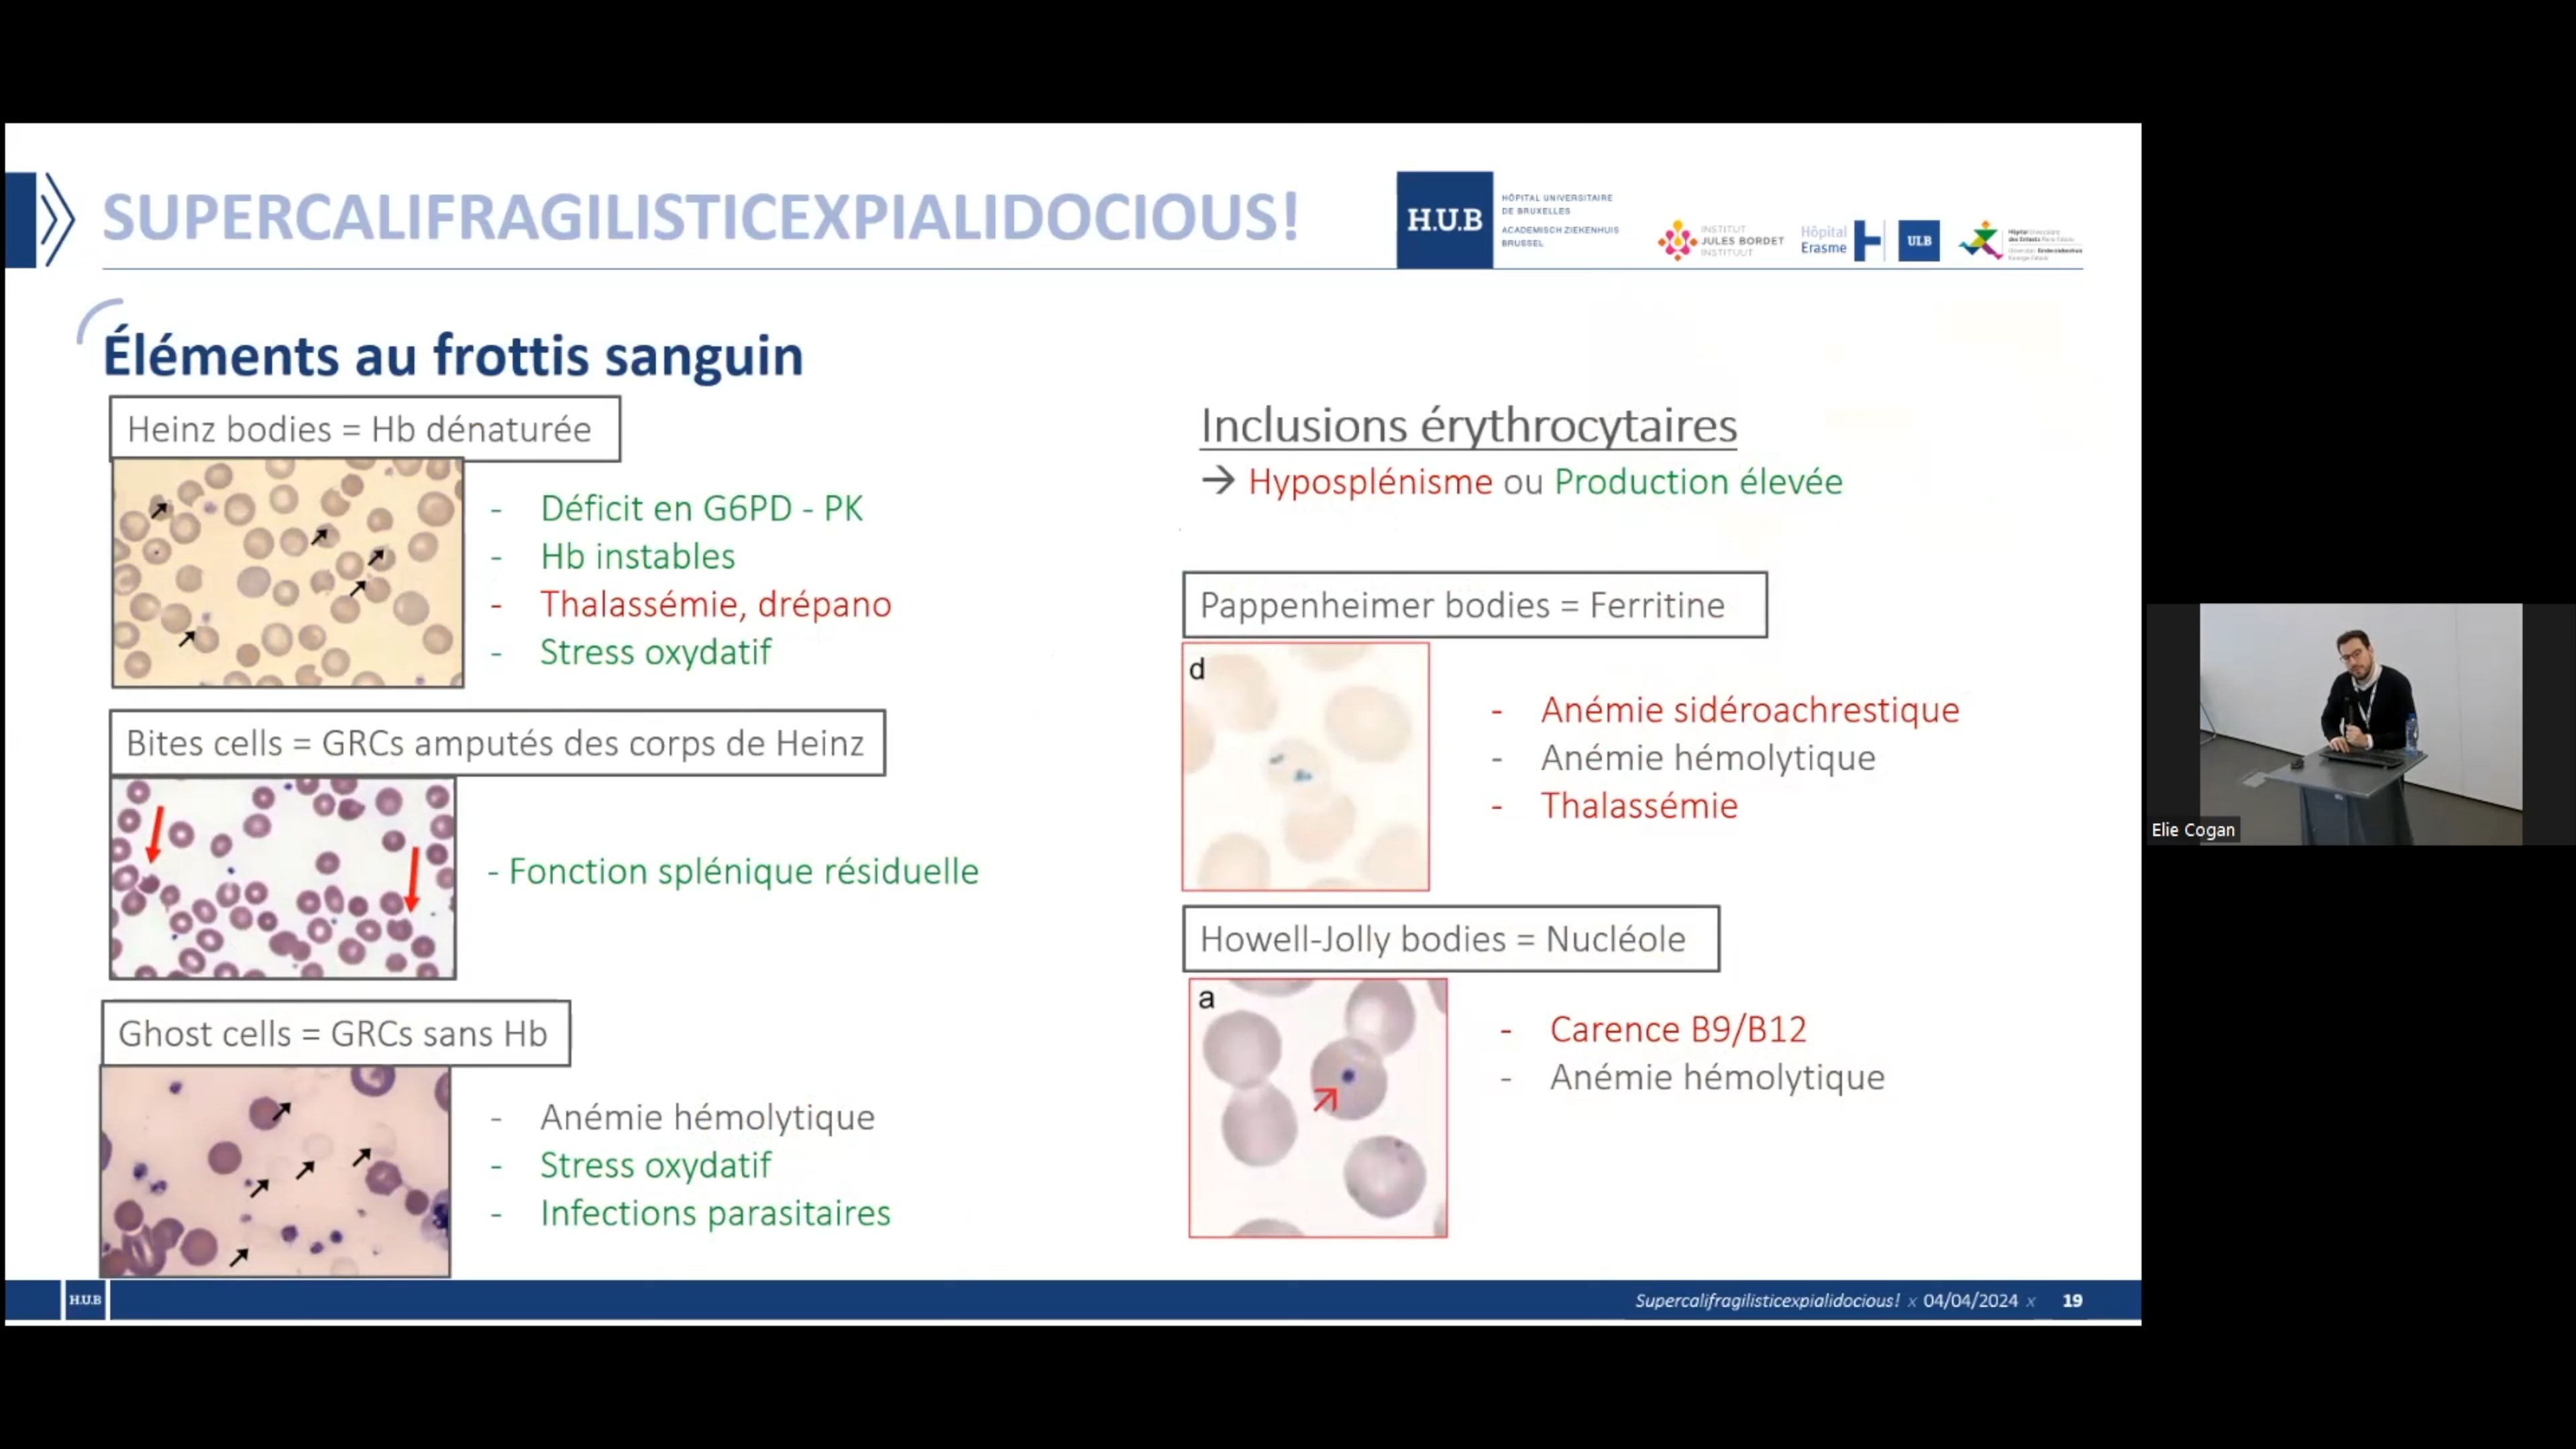 SUPERCALIFRAGILISTICEXPIALIDOCIOUS!
H.U.B
HÔPITAL UNIVERSITAIRE
DE BRUXELLES
ACADEMISCH ZIEKENHUIS
BRUSSEL
INSTITUT
JULES BORDET
INSTITUUT
Hôpital
Erasme
ULB
Éléments au frottis sanguin
Heinz bodies = Hb dénaturée
- Déficit en G6PD - PK
- Hb instables
- Thalassémie, drépano
- Stress oxydatif
Bites cells = GRCs amputés des corps de Heinz
- Fonction splénique résiduelle
Ghost cells = GRCs sans Hb
- Anémie hémolytique
- Stress oxydatif
- Infections parasitaires
Inclusions érythrocytaires
→ Hyposplénisme ou Production élevée
Pappenheimer bodies = Ferritine
d
- Anémie sidéroachrestique
- Anémie hémolytique
- Thalassémie
Howell-Jolly bodies = Nucléole
a
- Carence B9/B12
- Anémie hémolytique
Elie Cogan
H.U.B
Supercalifragilisticexpialidocious! x 04/04/2024 x 19